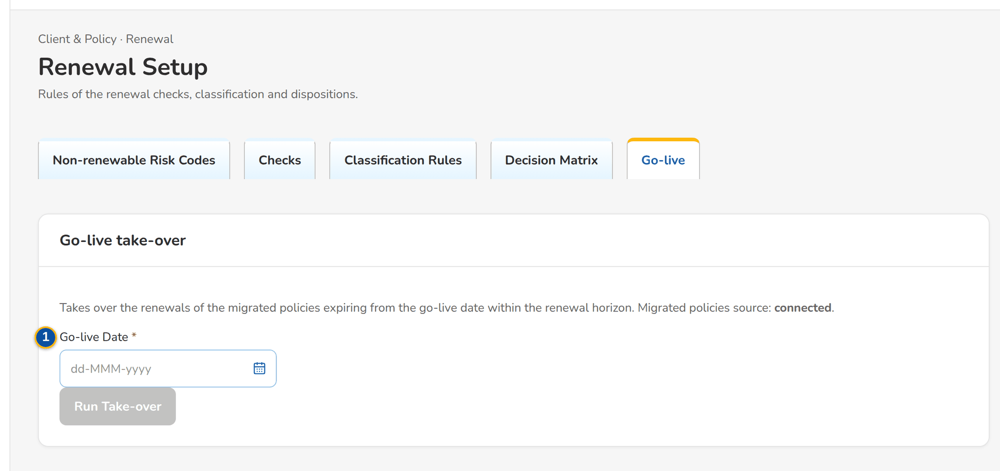 Client & Policy · Renewal
Renewal Setup
Rules of the renewal checks, classification and dispositions.
Non-renewable Risk Codes
Checks
Classification Rules
Decision Matrix
Go-live
Go-live take-over
Takes over the renewals of the migrated policies expiring from the go-live date within the renewal horizon. Migrated policies source: connected.
1
Go-live Date *
dd-MMM-yyyy
Run Take-over